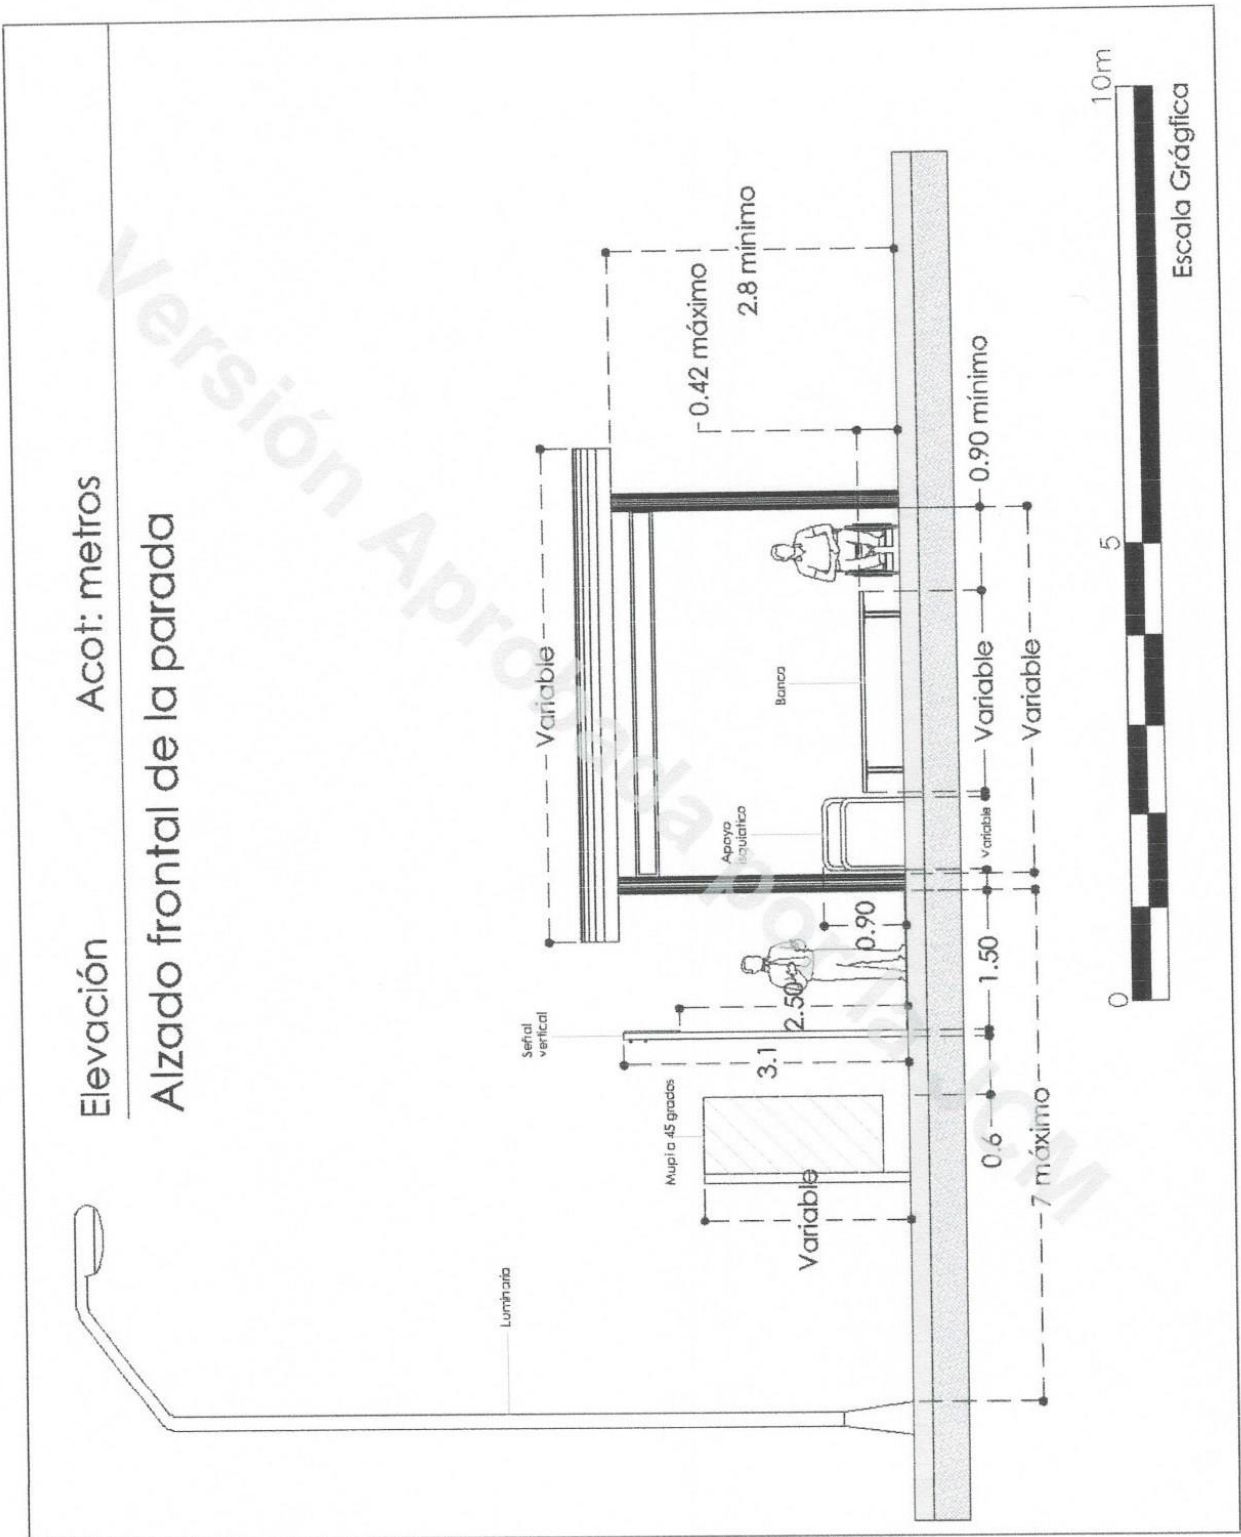 Elevación Acot: metros
Alzado frontal de la parada
Luminaria
Mupi a 45 grados
Señal vertical
Apoyo isquiatico
Banca
Variable
Variable
3.1
2.50
0.90
0.42 máximo
2.8 mínimo
0.6
1.50
Variable
Variable
0.90 mínimo
7 máximo
Variable
0
5
10m
Escala Grágfica
Versión Aprobada por la JCM